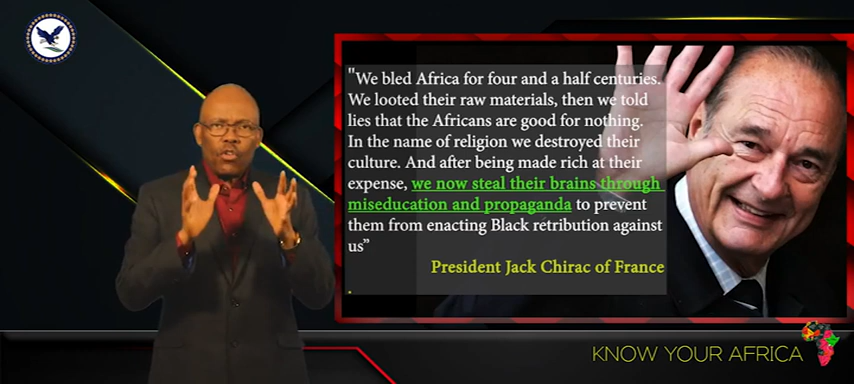 "We bled Africa for four and a half centuries.
We looted their raw materials, then we told
lies that the Africans are good for nothing.
In the name of religion we destroyed their
culture. And after being made rich at their
expense, we now steal their brains through
miseducation and propaganda to prevent
them from enacting Black retribution against
us”
President Jack Chirac of France
KNOW YOUR AFRICA